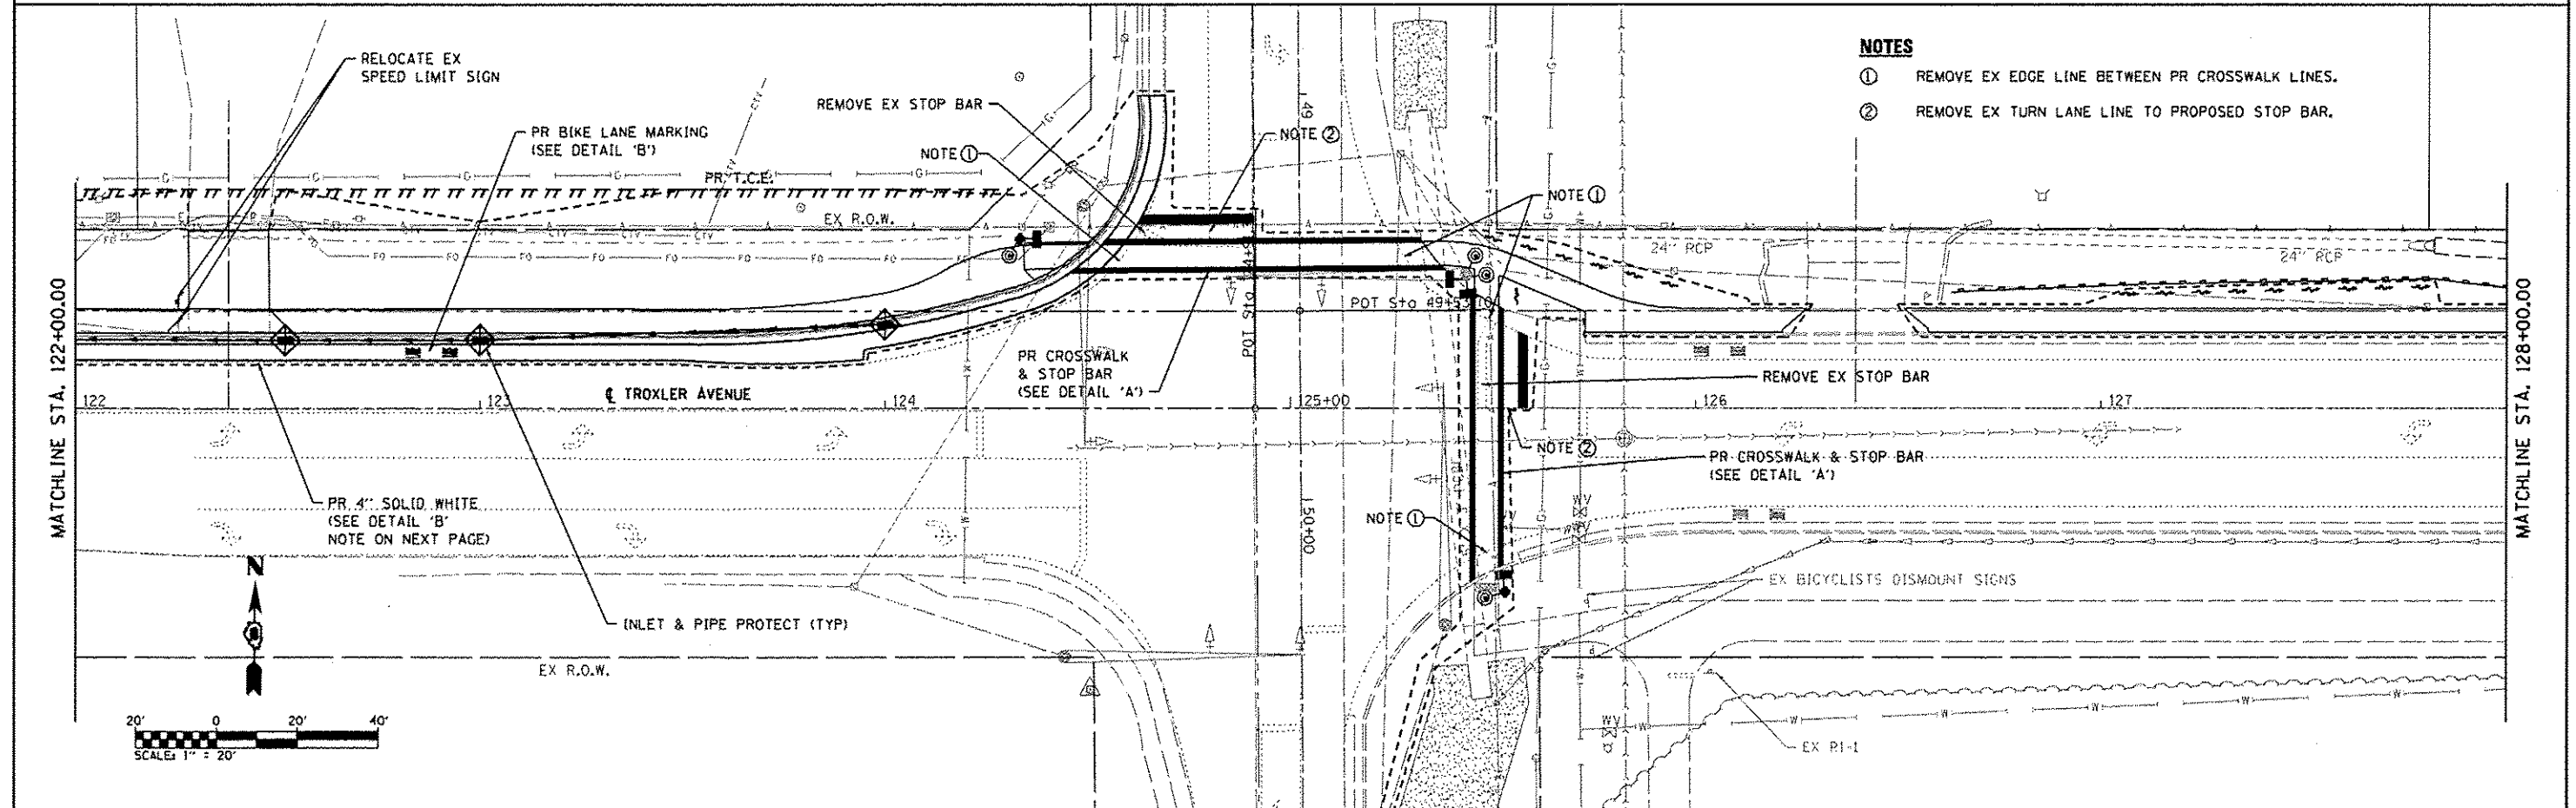 RELOCATE EX
SPEED LIMIT SIGN
PR BIKE LANE MARKING
(SEE DETAIL 'B')
REMOVE EX STOP BAR
NOTE ①
NOTE ②
49
NOTES
① REMOVE EX EDGE LINE BETWEEN PR CROSSWALK LINES.
② REMOVE EX TURN LANE LINE TO PROPOSED STOP BAR.
PR. T.C.E.
EX R.O.W.
NOTE ①
24" RCP
24" RCP
MATCHLINE STA. 122+00.00
POT Sta
POT Sta
PR CROSSWALK
& STOP BAR
(SEE DETAIL 'A')
REMOVE EX STOP BAR
MATCHLINE STA. 128+00.00
122
123
℄ TROXLER AVENUE
124
125+00
126
127
NOTE ②
PR CROSSWALK & STOP BAR
(SEE DETAIL 'A')
PR 4" SOLID WHITE
(SEE DETAIL 'B'
NOTE ON NEXT PAGE)
NOTE ①
50+00
WV
N
EX BICYCLISTS DISMOUNT SIGNS
INLET & PIPE PROTECT (TYP)
EX R.O.W.
20' 0 20' 40'
SCALE: 1" = 20'
WV
EX R1-1